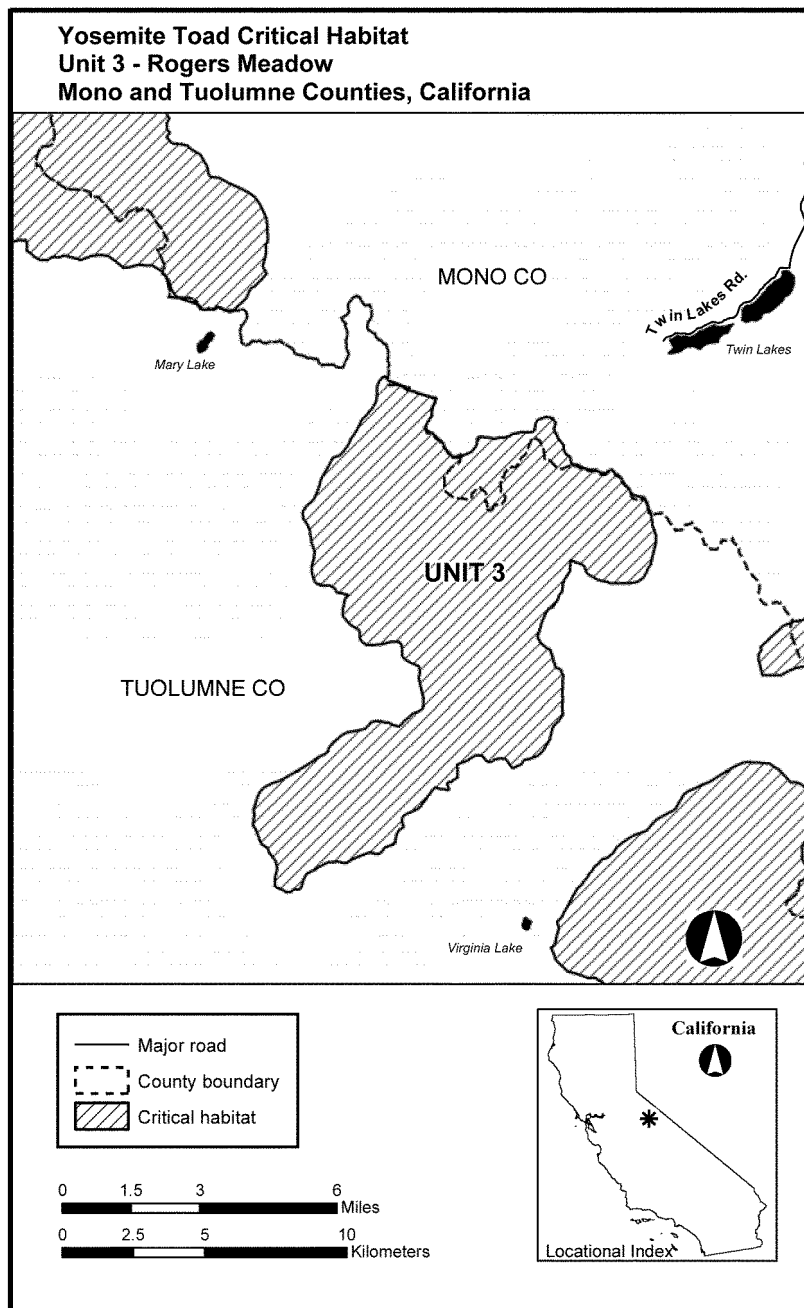 Yosemite Toad Critical Habitat
Unit 3 - Rogers Meadow
Mono and Tuolumne Counties, California
MONO CO
Twin Lakes Rd.
Twin Lakes
Mary Lake
UNIT 3
TUOLUMNE CO
Virginia Lake
Major road
County boundary
Critical habitat
0 1.5 3 6
Miles
0 2.5 5 10
Kilometers
California
Locational Index